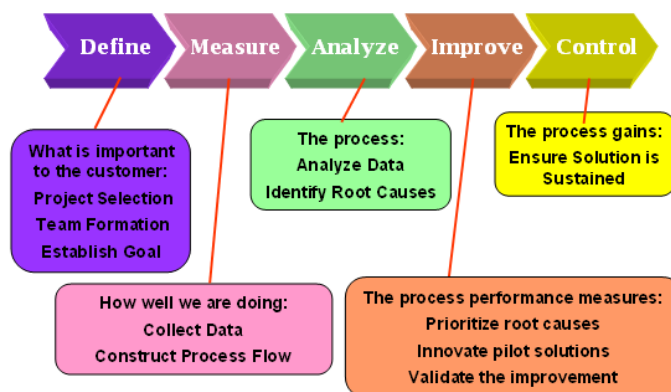 Define
Measure
Analyze
Improve
Control
What is important
to the customer:
Project Selection
Team Formation
Establish Goal
How well we are doing:
Collect Data
Construct Process Flow
The process:
Analyze Data
Identify Root Causes
The process performance measures:
Prioritize root causes
Innovate pilot solutions
Validate the improvement
The process gains:
Ensure Solution is
Sustained